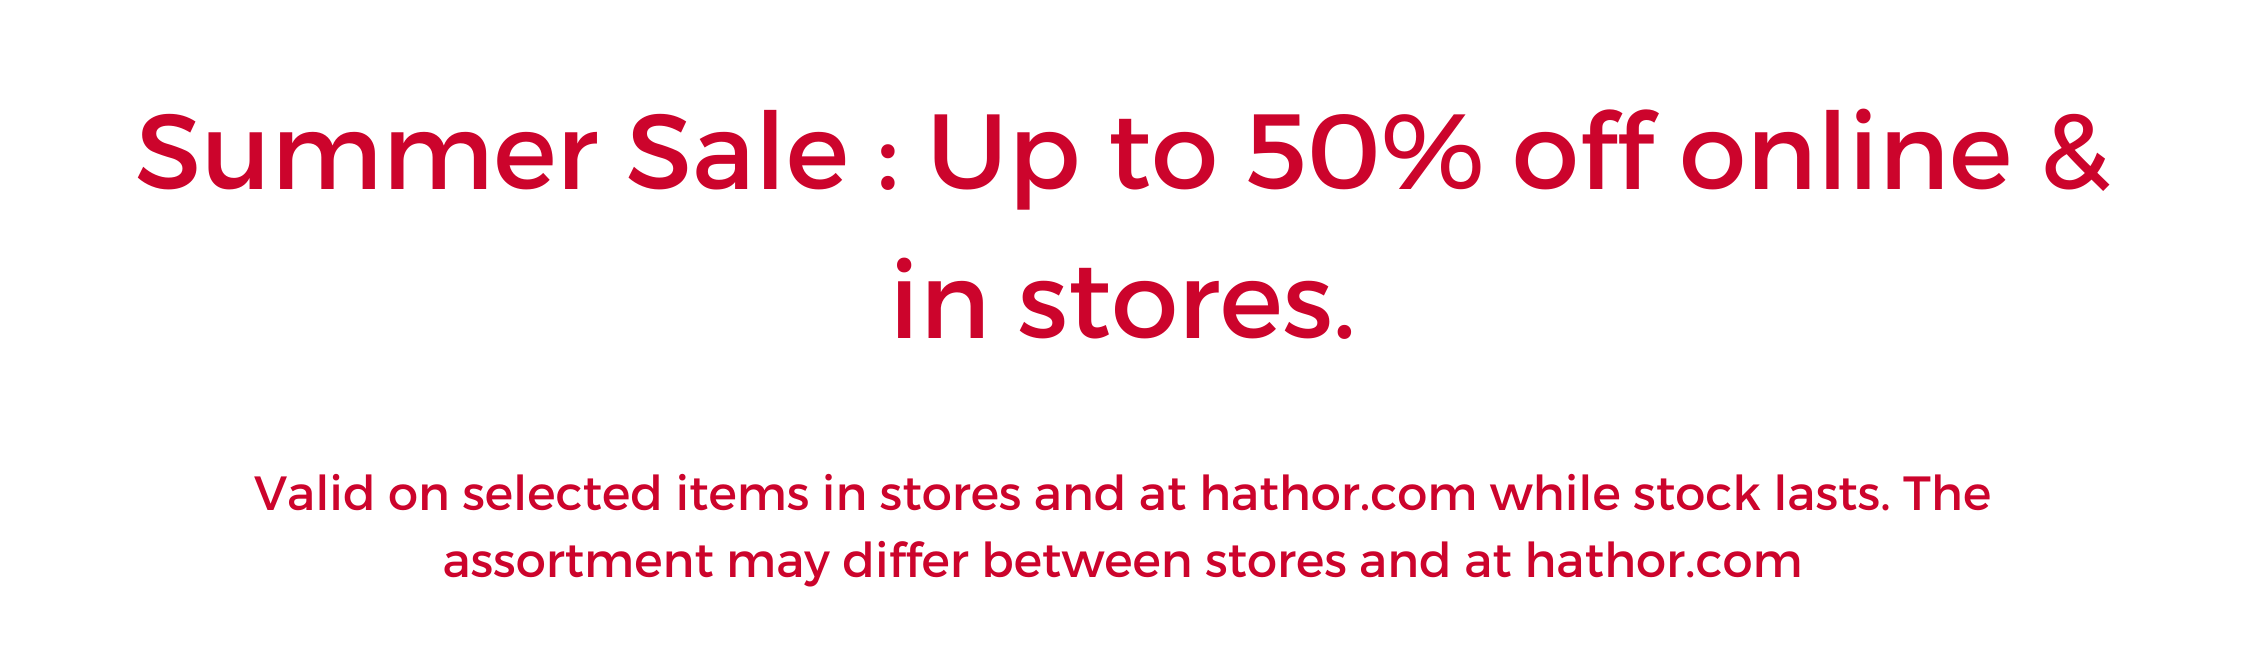 Summer Sale : Up to 50% off online &
in stores.
Valid on selected items in stores and at hathor.com while stock lasts. The
assortment may differ between stores and at hathor.com